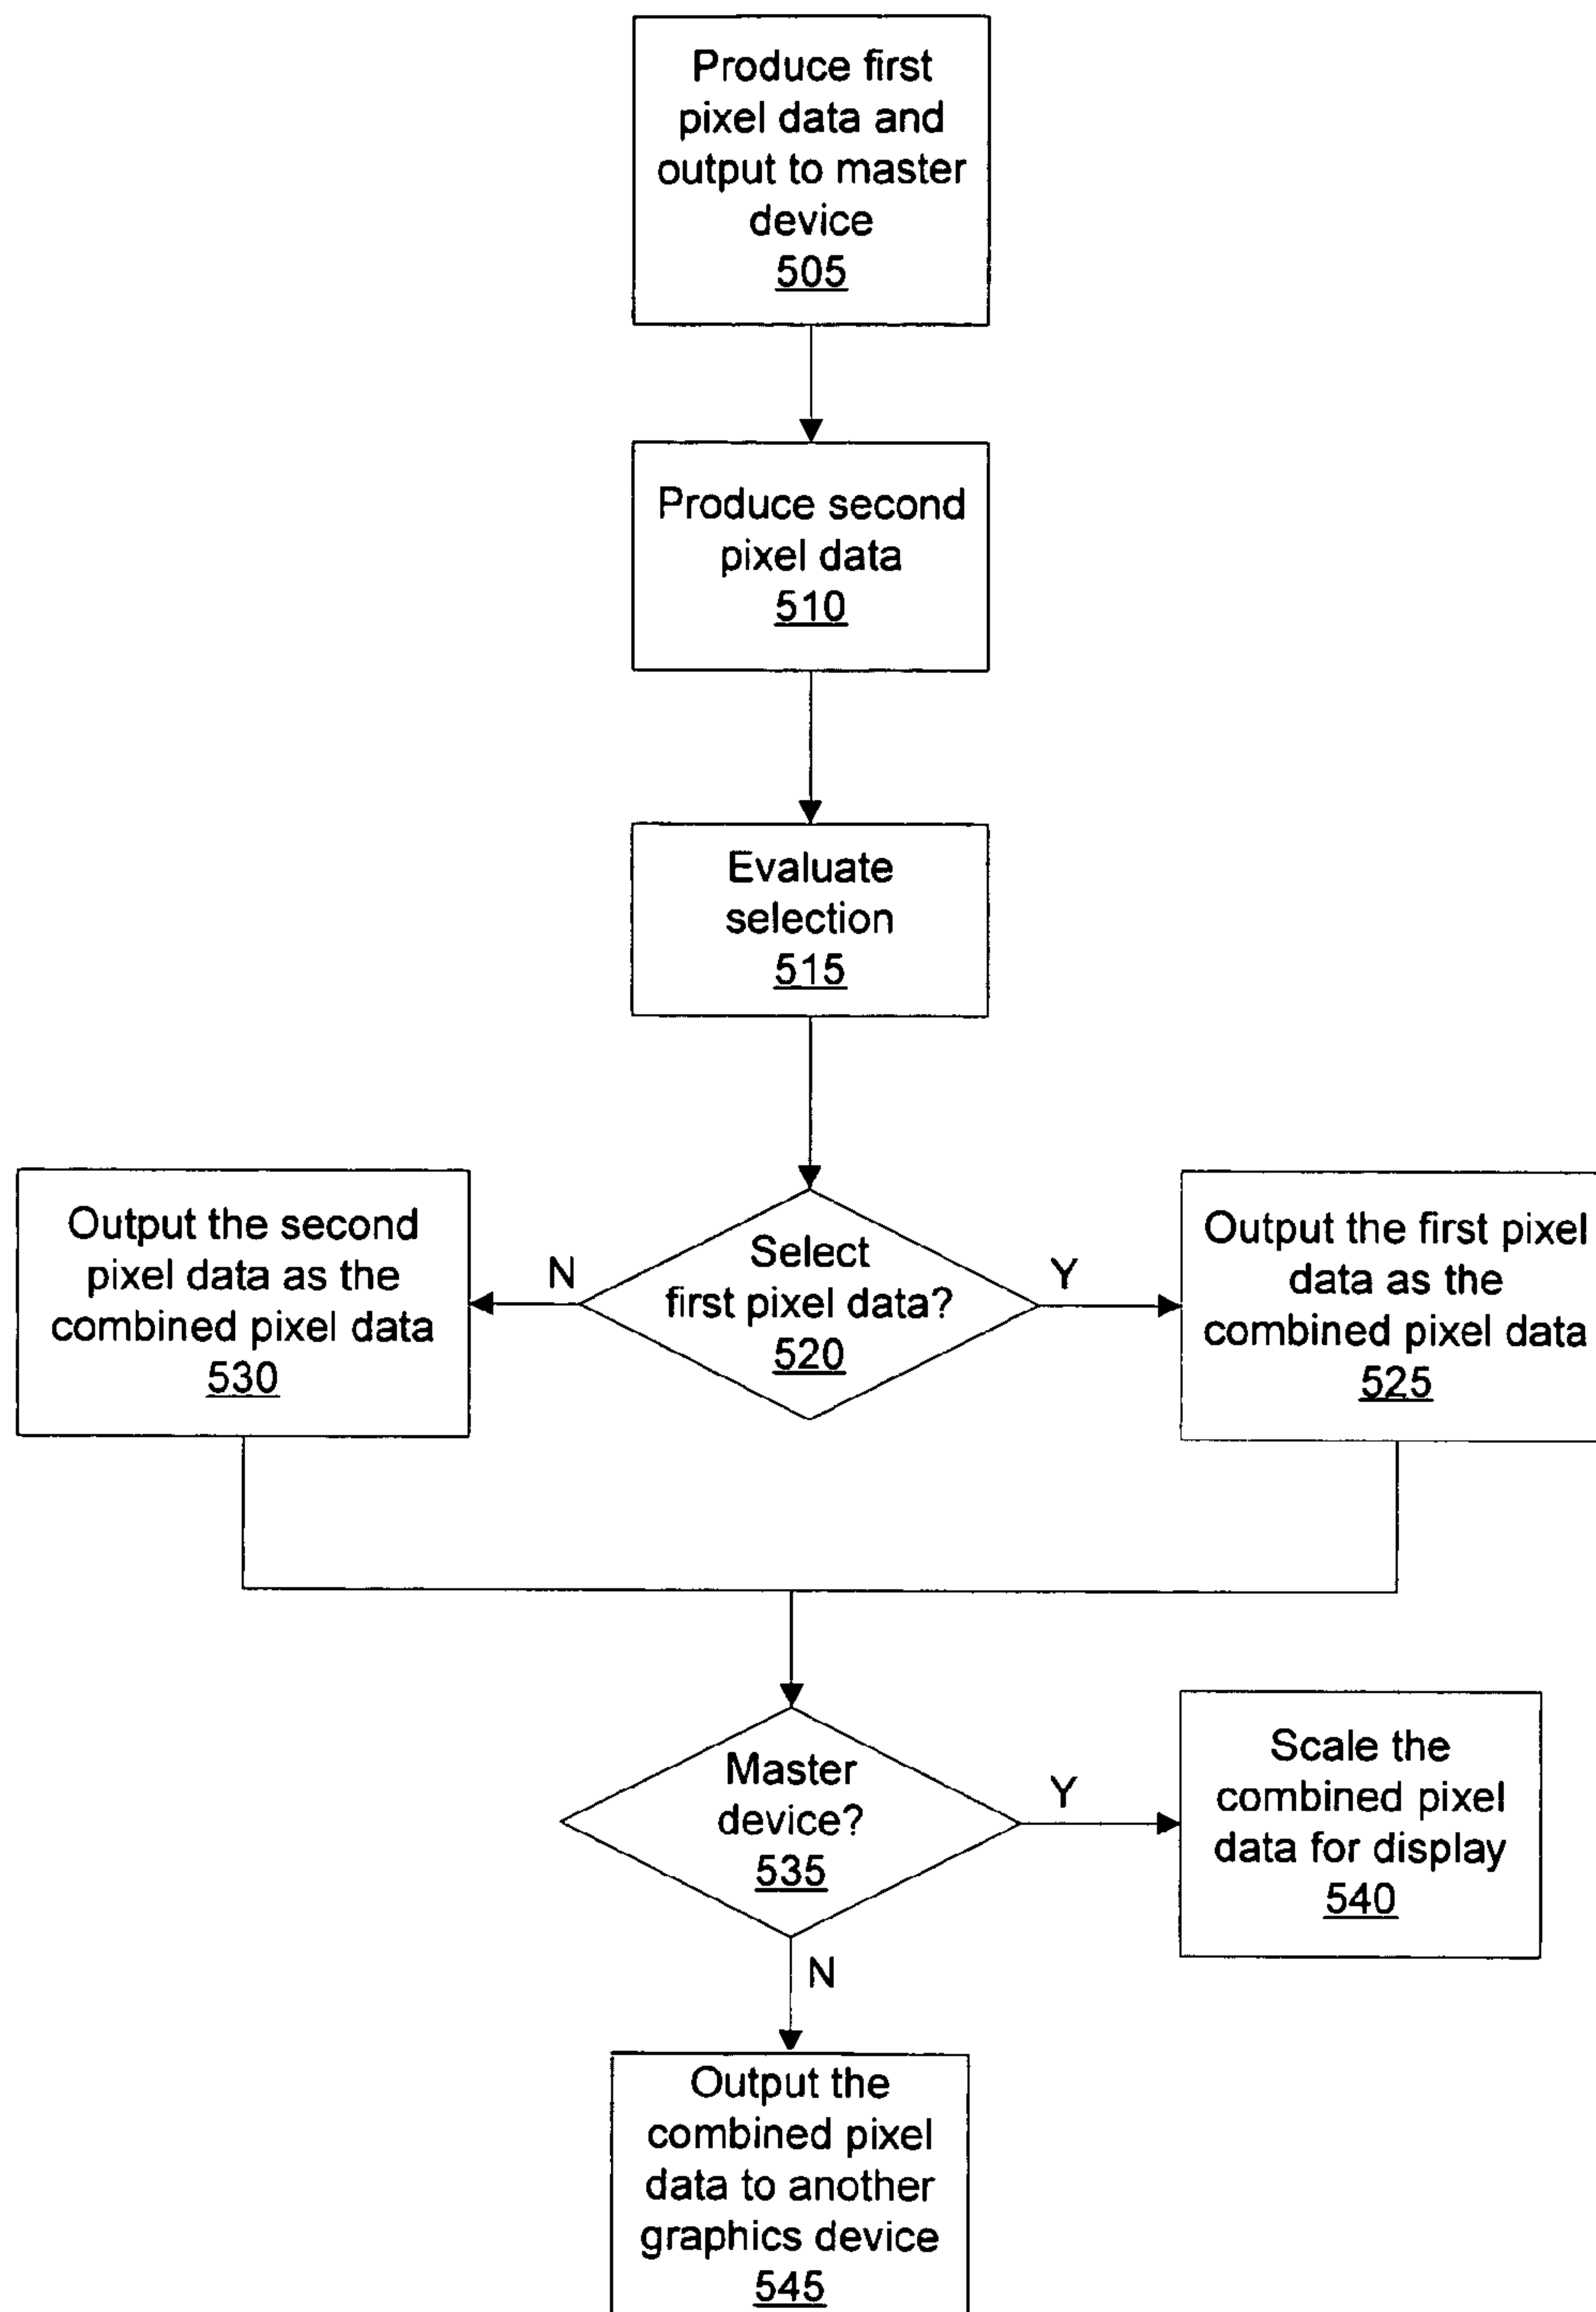 Produce first
pixel data and
output to master
device
505
Produce second
pixel data
510
Evaluate
selection
515
Output the second
pixel data as the
combined pixel data
530
N
Select
first pixel data?
520
Y
Output the first pixel
data as the
combined pixel data
525
Master
device?
535
Y
Scale the
combined pixel
data for display
540
N
Output the
combined pixel
data to another
graphics device
545